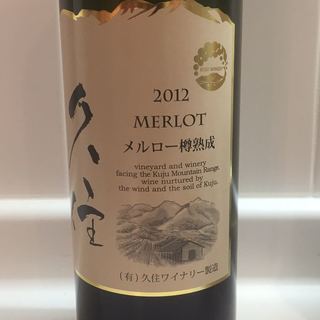 2012
MERLOT
メルロー樽熟成
vineyard and winery
facing the Kuju Mountain Range,
wine nurtured by
the wind and the soil of Kuju.
久住
(有)久住ワイナリー製造